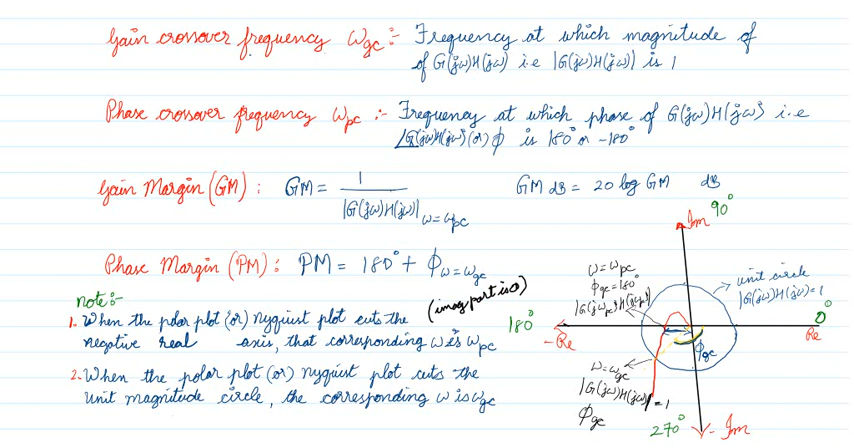 Gain crossover frequency ωgc :- Frequency at which magnitude of
of G(jω)H(jω) i.e |G(jω)H(jω)| is 1
Phase crossover frequency ωpc :- Frequency at which phase of G(jω)H(jω) i.e
∠G(jω)H(jω) (or) ϕ is 180° or -180°
Gain Margin (GM) : GM = 1 / |G(jω)H(jω)| ω=ωpc GM dB = 20 log GM dB
Phase Margin (PM) : PM = 180° + ϕ ω=ωgc
note :-
(imag part is 0)
1. When the polar plot (or) nyquist plot cuts the
negative real axis, that corresponding ω is ωpc
2. When the polar plot (or) nyquist plot cuts the
unit magnitude circle, the corresponding ω is ωgc
90°
Im
ω=ωpc
ϕgc=180°
|G(jωpc)H(jωpc)|
unit circle
|G(jω)H(jω)=1
180°
0°
-Re
Re
ϕgc
ω=ωgc
|G(jω)H(jω)|=1
ϕgc
270°
-Im